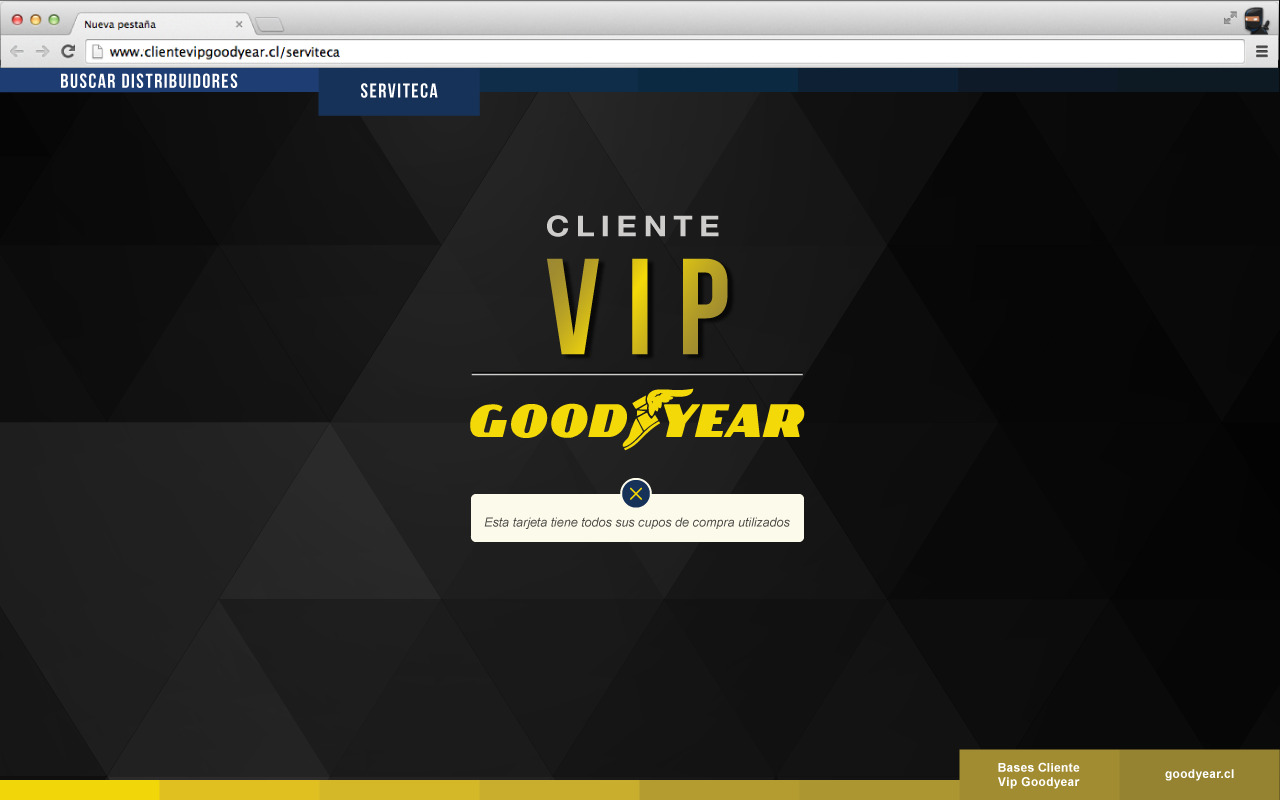 Nueva pestaña
www.clientevipgoodyear.cl/serviteca
BUSCAR DISTRIBUIDORES
SERVITECA
CLIENTE
VIP
GOODYEAR
Esta tarjeta tiene todos sus cupos de compra utilizados
Bases Cliente
Vip Goodyear
goodyear.cl